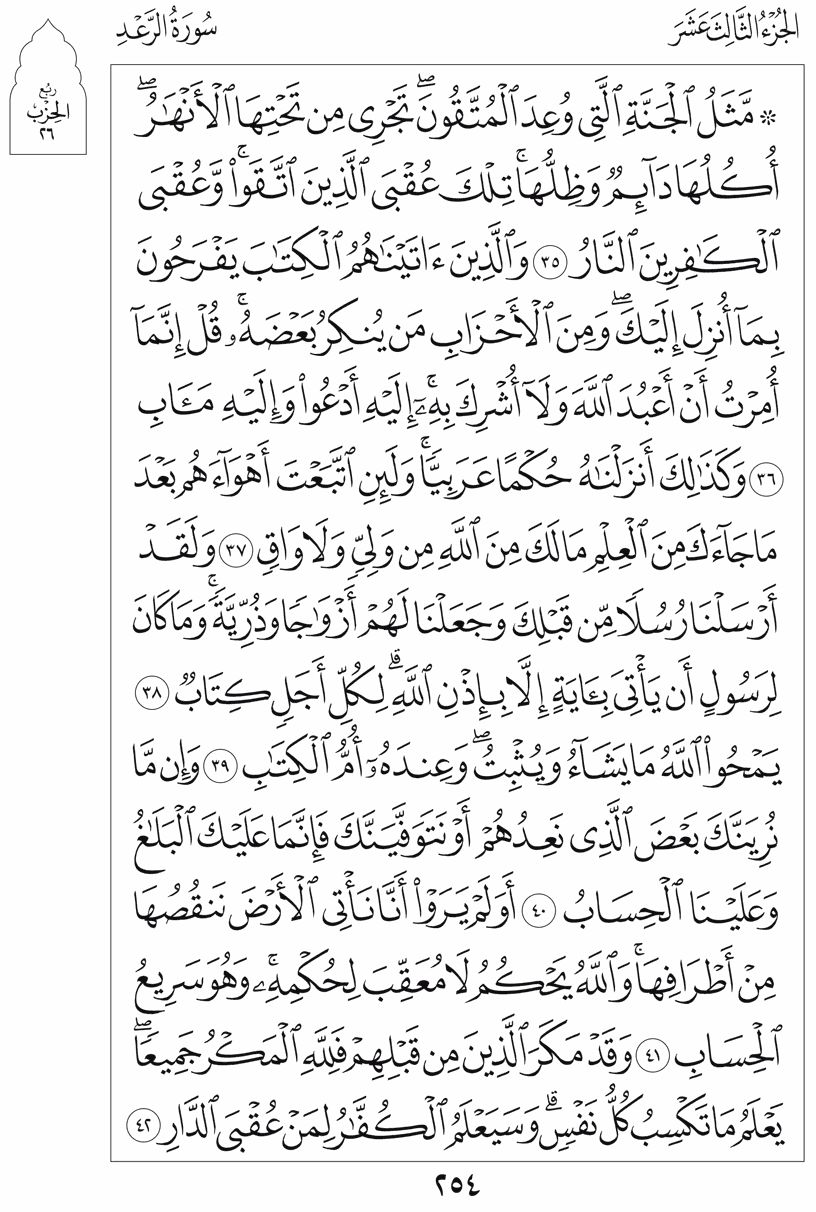 الجُزْءُ الثَّالِثَ عَشَرَ
سُورَةُ الرَّعْدِ
رُبع
الحِزْب
٢٦
۞ مَّثَلُ ٱلْجَنَّةِ ٱلَّتِى وُعِدَ ٱلْمُتَّقُونَۖ تَجْرِى مِن تَحْتِهَا ٱلْأَنْهَٰرُۖ
أُكُلُهَا دَآئِمٌ وَظِلُّهَاۚ تِلْكَ عُقْبَى ٱلَّذِينَ ٱتَّقَوا۟ۚ وَّعُقْبَى
ٱلْكَٰفِرِينَ ٱلنَّارُ ٣٥ وَٱلَّذِينَ ءَاتَيْنَٰهُمُ ٱلْكِتَٰبَ يَفْرَحُونَ
بِمَآ أُنزِلَ إِلَيْكَۖ وَمِنَ ٱلْأَحْزَابِ مَن يُنكِرُ بَعْضَهُۥۚ قُلْ إِنَّمَآ
أُمِرْتُ أَنْ أَعْبُدَ ٱللَّهَ وَلَآ أُشْرِكَ بِهِۦٓۚ إِلَيْهِ أَدْعُوا۟ وَإِلَيْهِ مَـَٔابِ
٣٦ وَكَذَٰلِكَ أَنزَلْنَٰهُ حُكْمًا عَرَبِيًّاۚ وَلَئِنِ ٱتَّبَعْتَ أَهْوَآءَهُم بَعْدَ
مَا جَآءَكَ مِنَ ٱلْعِلْمِ مَا لَكَ مِنَ ٱللَّهِ مِن وَلِىٍّ وَلَا وَاقٍ ٣٧ وَلَقَدْ
أَرْسَلْنَا رُسُلًا مِّن قَبْلِكَ وَجَعَلْنَا لَهُمْ أَزْوَٰجًا وَذُرِّيَّةًۚ وَمَا كَانَ
لِرَسُولٍ أَن يَأْتِىَ بِـَٔايَةٍ إِلَّا بِإِذْنِ ٱللَّهِۗ لِكُلِّ أَجَلٍ كِتَابٌ ٣٨
يَمْحُوا۟ ٱللَّهُ مَا يَشَآءُ وَيُثْبِتُۖ وَعِندَهُۥٓ أُمُّ ٱلْكِتَٰبِ ٣٩ وَإِن مَّا
نُرِيَنَّكَ بَعْضَ ٱلَّذِى نَعِدُهُمْ أَوْ نَتَوَفَّيَنَّكَ فَإِنَّمَا عَلَيْكَ ٱلْبَلَٰغُ
وَعَلَيْنَا ٱلْحِسَابُ ٤٠ أَوَلَمْ يَرَوْا۟ أَنَّا نَأْتِى ٱلْأَرْضَ نَنقُصُهَا
مِنْ أَطْرَافِهَاۚ وَٱللَّهُ يَحْكُمُ لَا مُعَقِّبَ لِحُكْمِهِۦۚ وَهُوَ سَرِيعُ
ٱلْحِسَابِ ٤١ وَقَدْ مَكَرَ ٱلَّذِينَ مِن قَبْلِهِمْ فَلِلَّهِ ٱلْمَكْرُ جَمِيعًاۖ
يَعْلَمُ مَا تَكْسِبُ كُلُّ نَفْسٍۗ وَسَيَعْلَمُ ٱلْكُفَّٰرُ لِمَنْ عُقْبَى ٱلدَّارِ ٤٢
٢٥٤